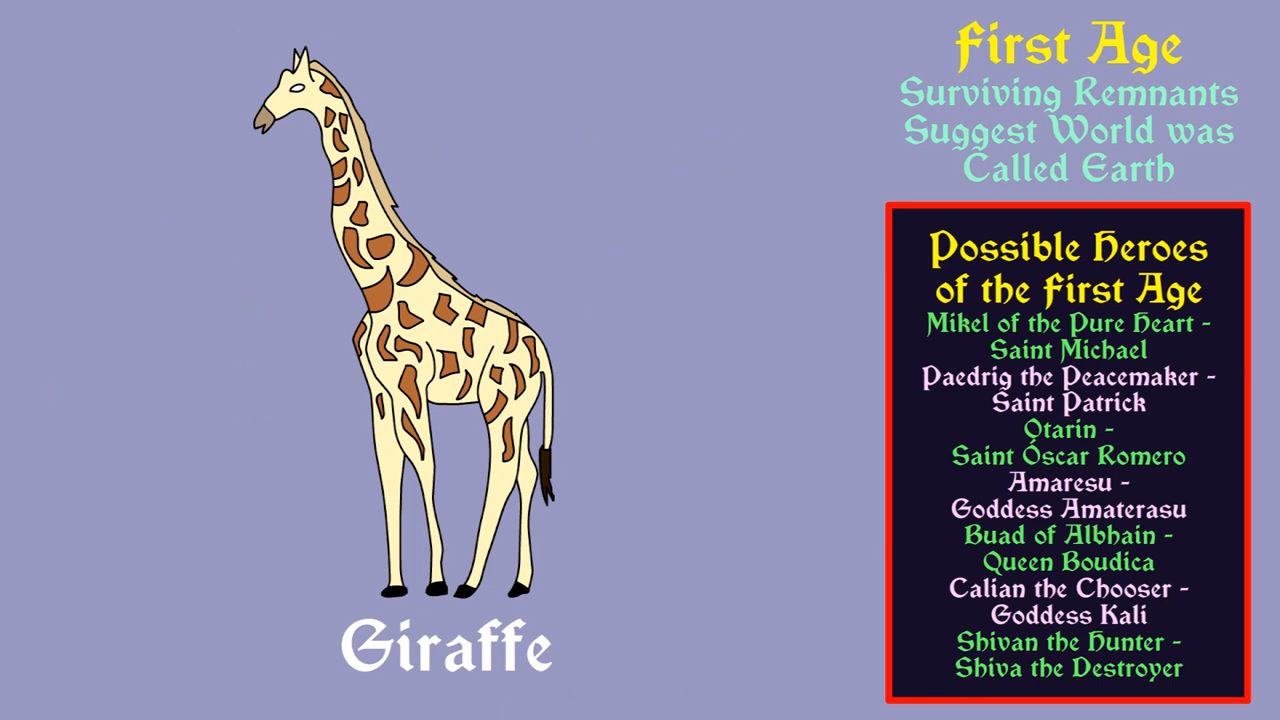 First Age
Surviving Remnants
Suggest World was
Called Earth
Possible Heroes
of the First Age
Mikel of the Pure Heart -
Saint Michael
Paedrig the Peacemaker -
Saint Patrick
Otarin -
Saint Óscar Romero
Amaresu -
Goddess Amaterasu
Buad of Albhain -
Queen Boudica
Calian the Chooser -
Goddess Kali
Shivan the Hunter -
Shiva the Destroyer
Giraffe